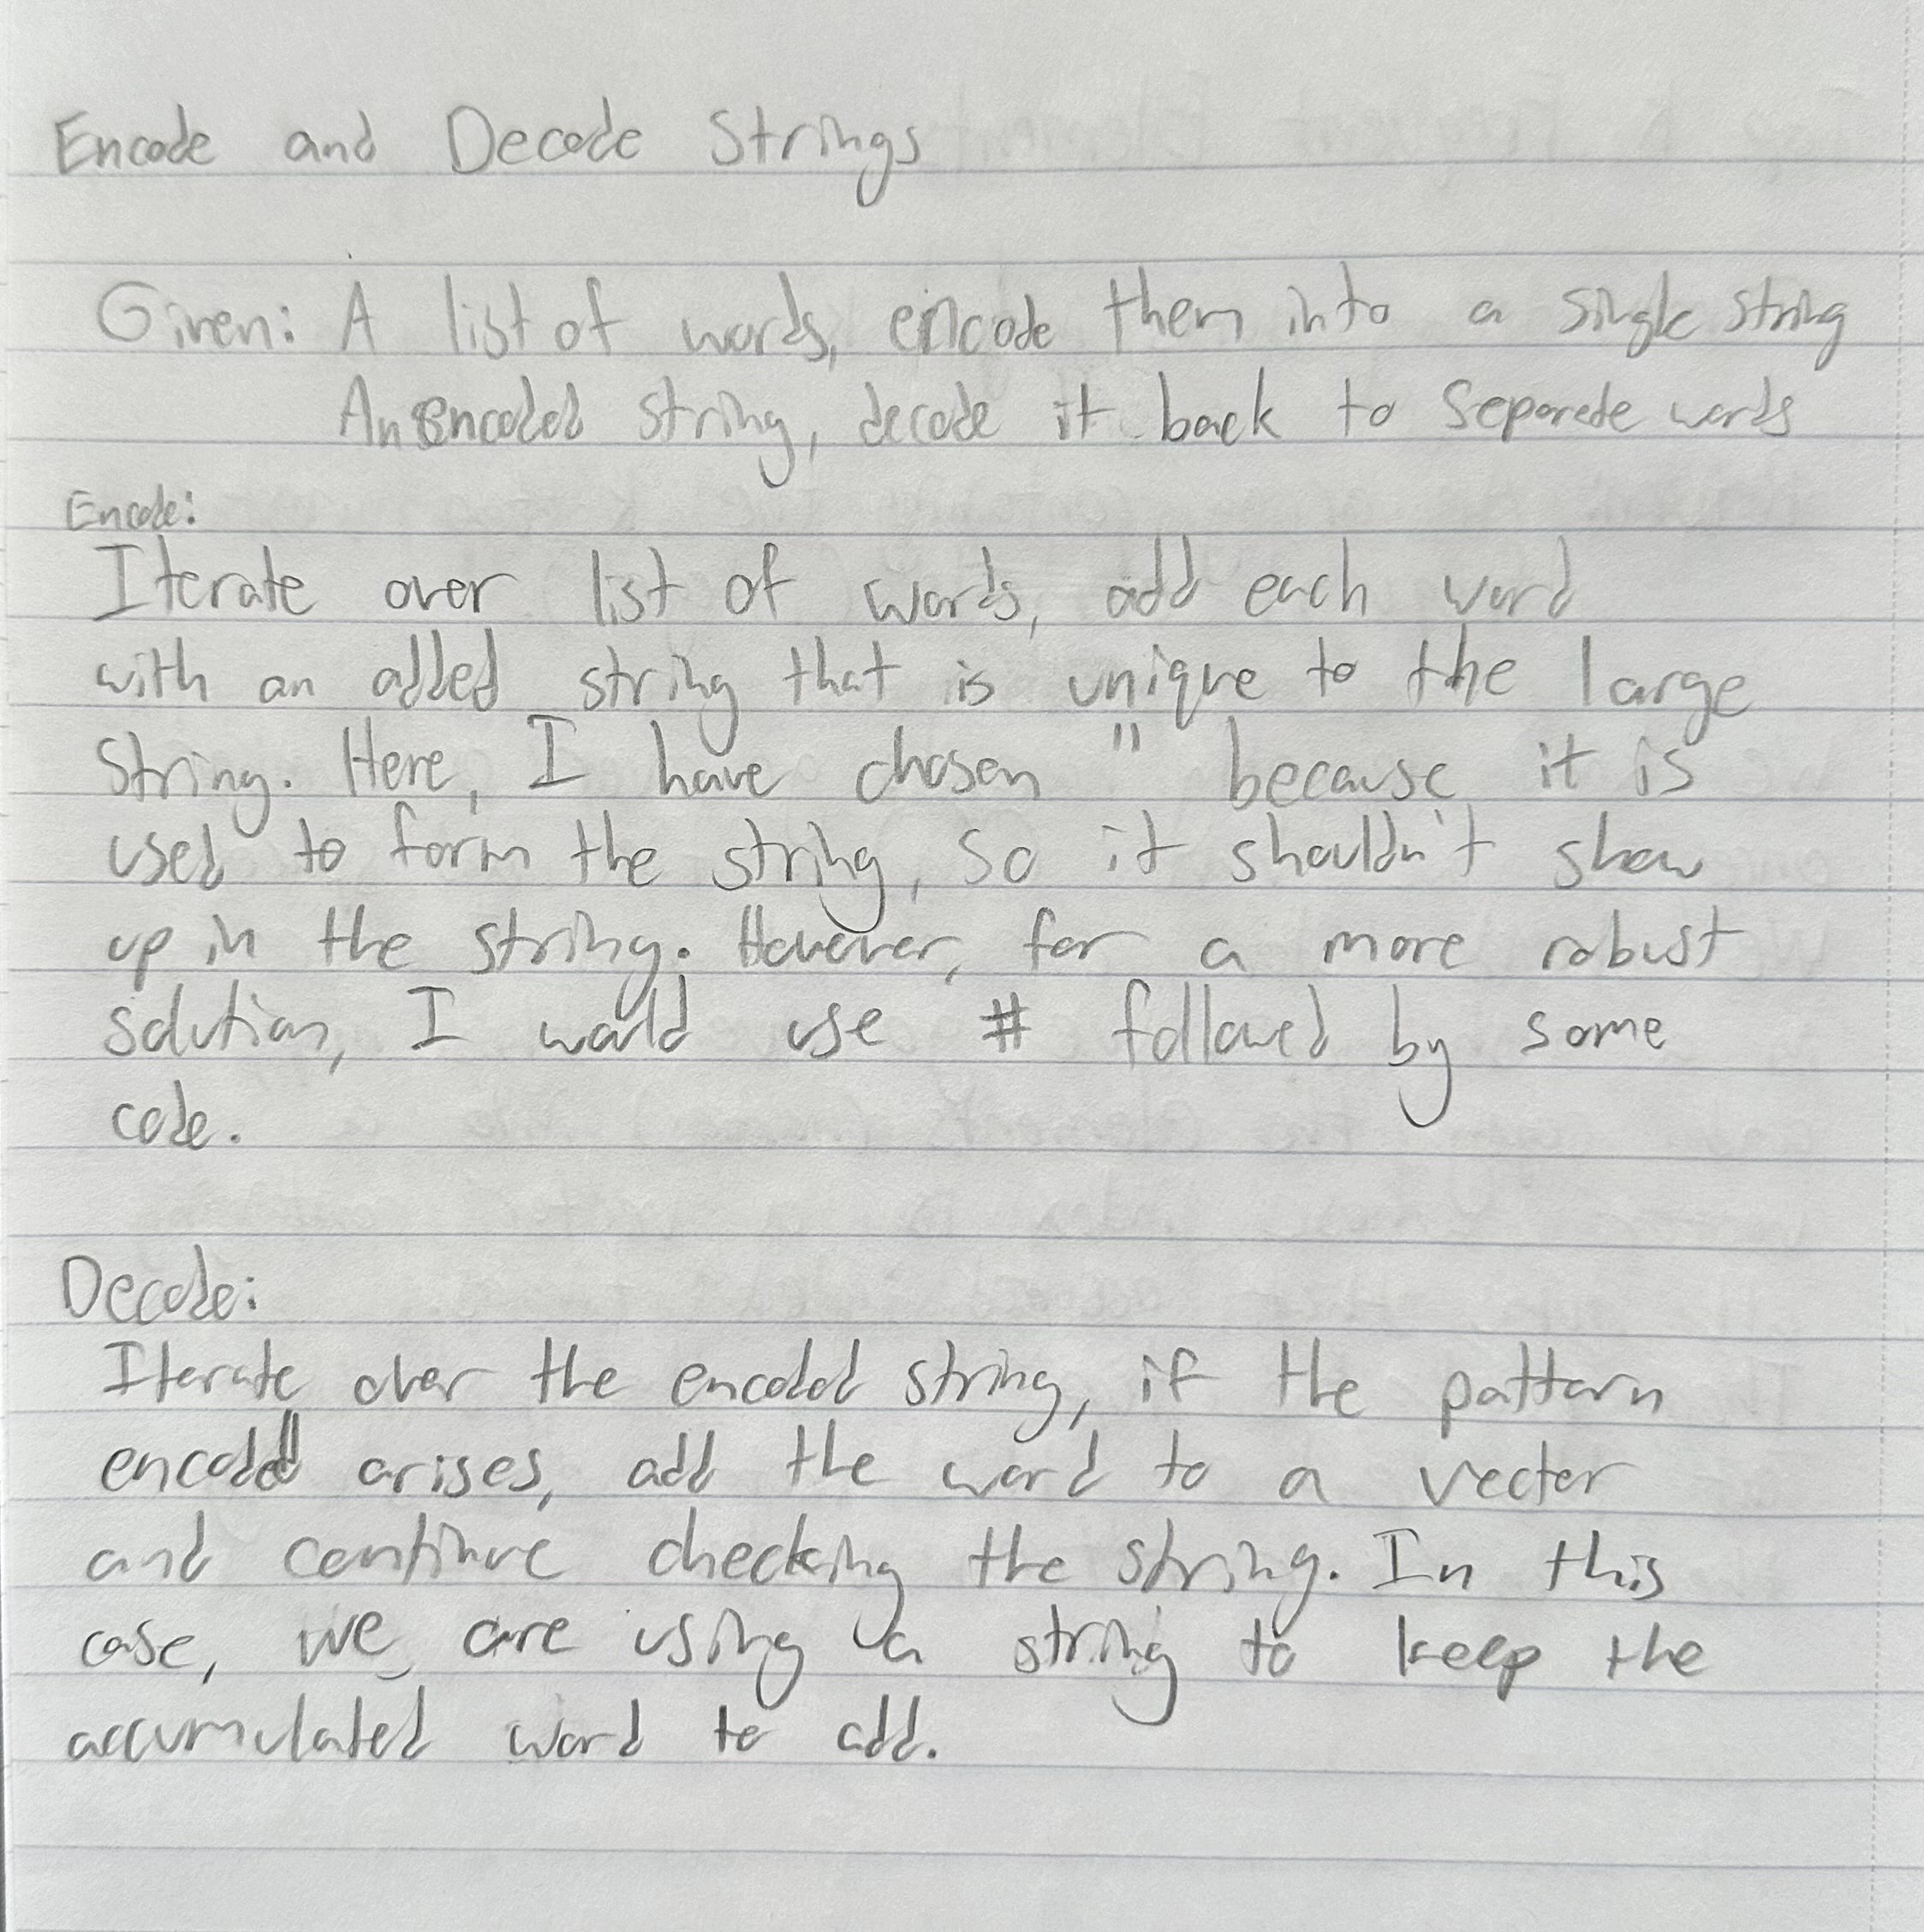 Encode and Decode Strings
Given: A list of words, encode them into a single string
An encoded string, decode it back to separate words
Encode:
Iterate over list of words, add each word
with an added string that is unique to the large
string. Here, I have chosen " because it is
used to form the string, so it shouldn't show
up in the string. However, for a more robust
solution, I would use # followed by some
code.
Decode:
Iterate over the encoded string, if the pattern
encoded arises, add the word to a vector
and continue checking the string. In this
case, we are using a string to keep the
accumulated word to add.